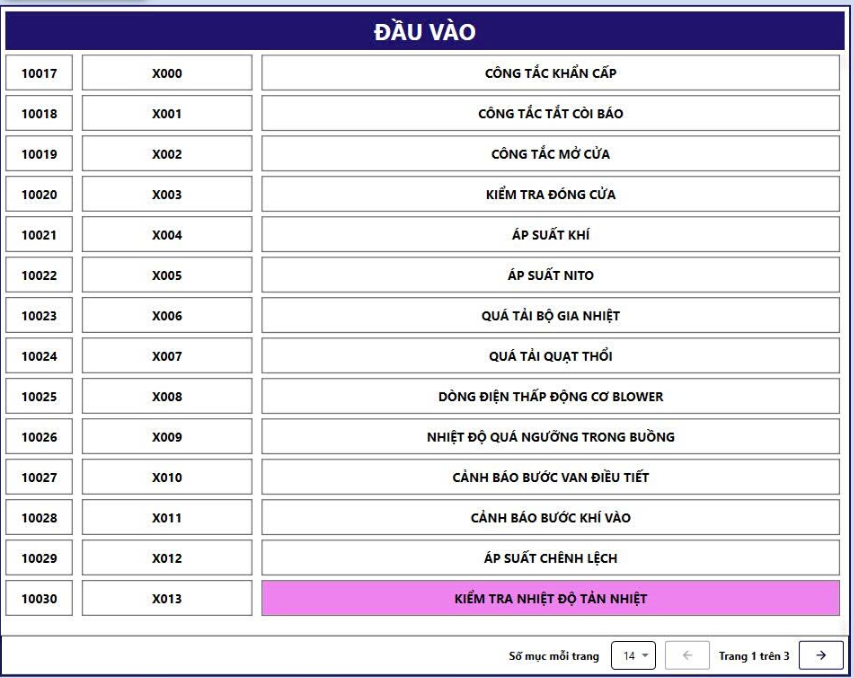 ĐẦU VÀO
10017 X000 CÔNG TẮC KHẨN CẤP
10018 X001 CÔNG TẮC TẮT CÒI BÁO
10019 X002 CÔNG TẮC MỞ CỬA
10020 X003 KIỂM TRA ĐÓNG CỬA
10021 X004 ÁP SUẤT KHÍ
10022 X005 ÁP SUẤT NITO
10023 X006 QUÁ TẢI BỘ GIA NHIỆT
10024 X007 QUÁ TẢI QUẠT THỔI
10025 X008 DÒNG ĐIỆN THẤP ĐỘNG CƠ BLOWER
10026 X009 NHIỆT ĐỘ QUÁ NGƯỠNG TRONG BUỒNG
10027 X010 CẢNH BÁO BƯỚC VAN ĐIỀU TIẾT
10028 X011 CẢNH BÁO BƯỚC KHÍ VÀO
10029 X012 ÁP SUẤT CHÊNH LỆCH
10030 X013 KIỂM TRA NHIỆT ĐỘ TẢN NHIỆT
Số mục mỗi trang 14 ← Trang 1 trên 3 →